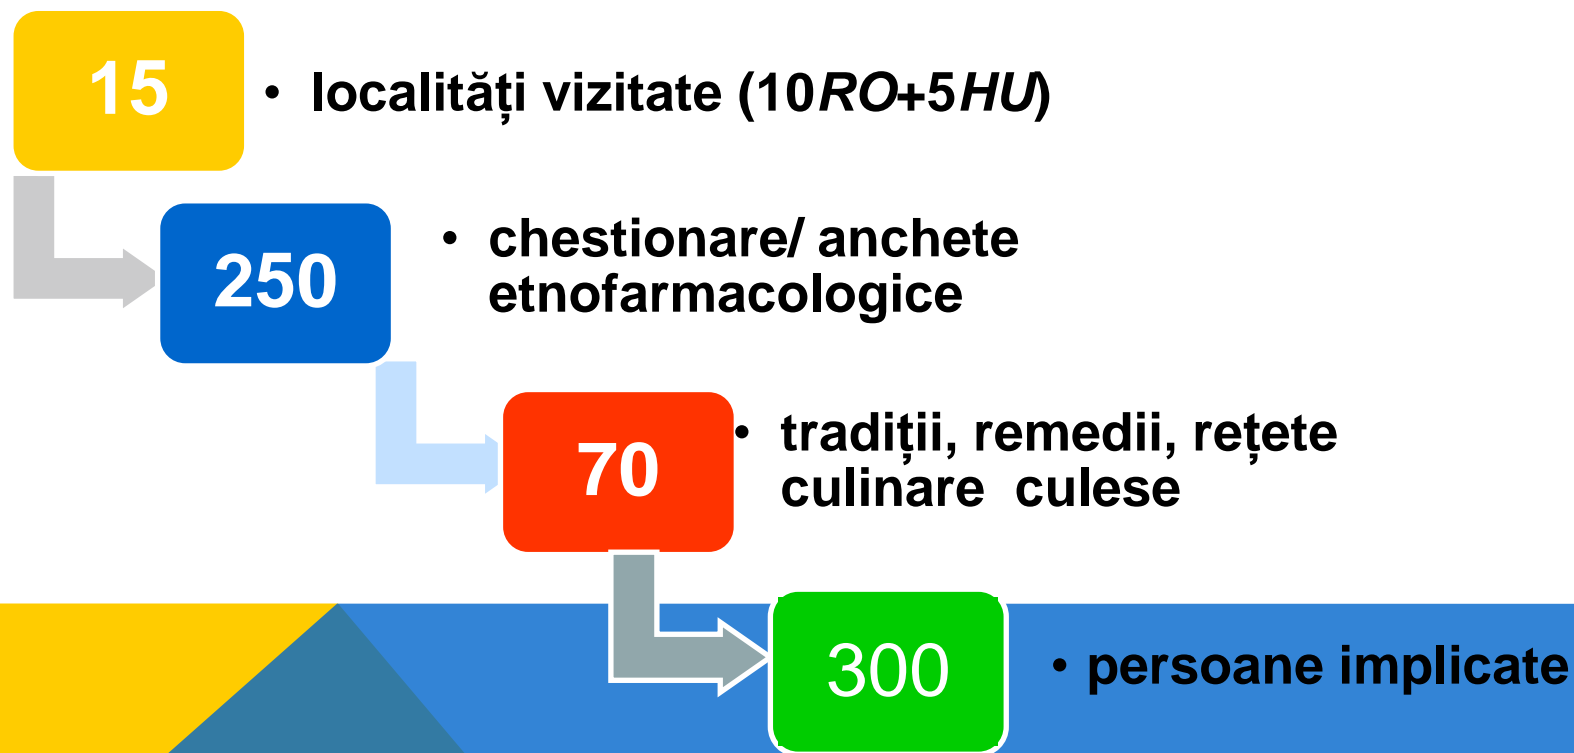 15
• localități vizitate (10RO+5HU)
250
• chestionare/ anchete
etnofarmacologice
70
• tradiții, remedii, rețete
culinare culese
300
• persoane implicate